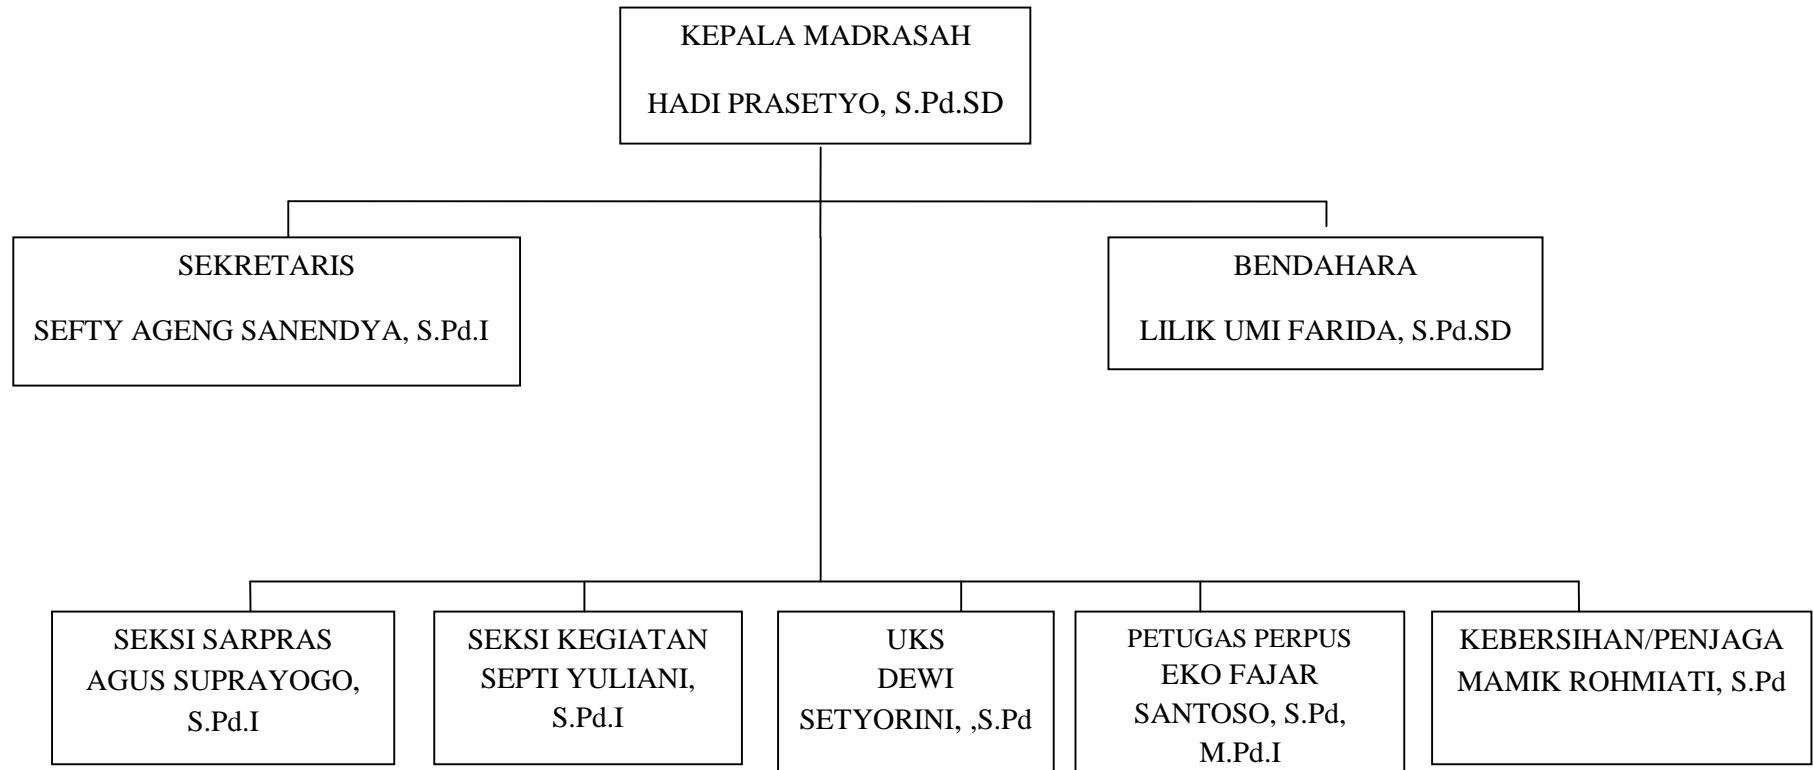 KEPALA MADRASAH
HADI PRASETYO, S.Pd.SD
SEKRETARIS
SEFTY AGENG SANENDYA, S.Pd.I
BENDAHARA
LILIK UMI FARIDA, S.Pd.SD
SEKSI SARPRAS
AGUS SUPRAYOGO,
S.Pd.I
SEKSI KEGIATAN
SEPTI YULIANI,
S.Pd.I
UKS
DEWI
SETYORINI, ,S.Pd
PETUGAS PERPUS
EKO FAJAR
SANTOSO, S.Pd,
M.Pd.I
KEBERSIHAN/PENJAGA
MAMIK ROHMIATI, S.Pd